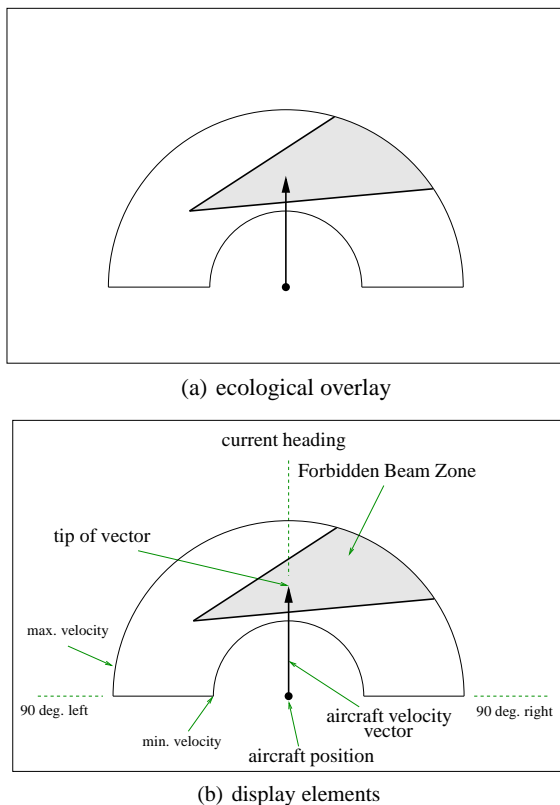 (a) ecological overlay
current heading
Forbidden Beam Zone
tip of vector
max. velocity
90 deg. left
min. velocity
aircraft position
aircraft velocity
vector
90 deg. right
(b) display elements